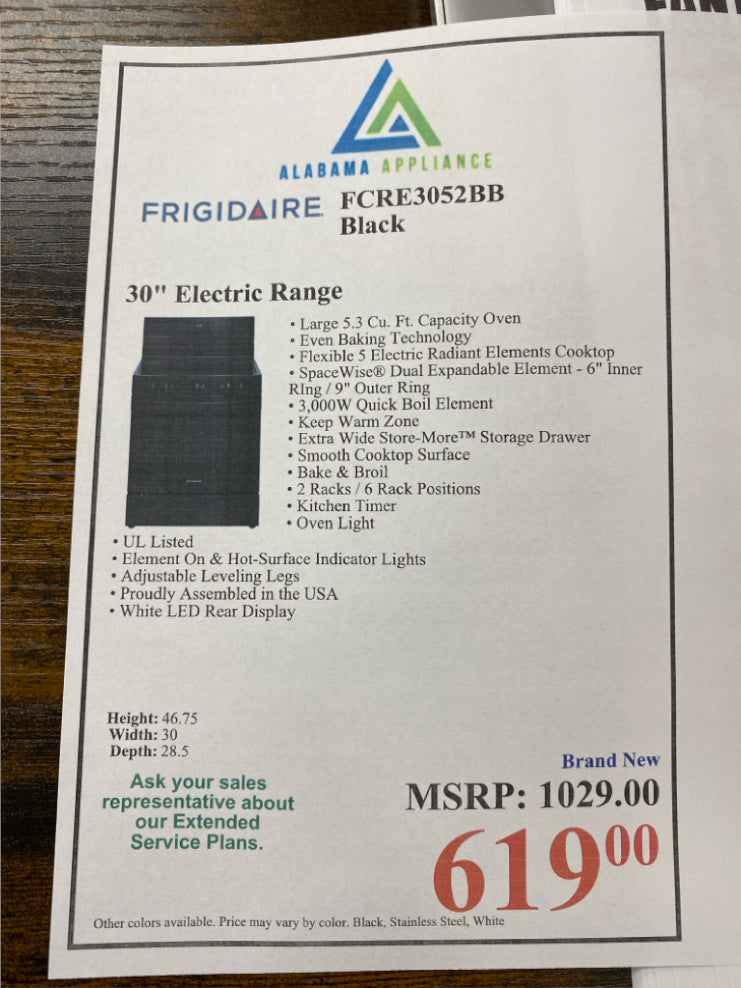 ALABAMA APPLIANCE
FRIGIDAIRE FCRE3052BB
Black
30" Electric Range
• Large 5.3 Cu. Ft. Capacity Oven
• Even Baking Technology
• Flexible 5 Electric Radiant Elements Cooktop
• SpaceWise® Dual Expandable Element - 6" Inner
RIng / 9" Outer Ring
• 3,000W Quick Boil Element
• Keep Warm Zone
• Extra Wide Store-More™ Storage Drawer
• Smooth Cooktop Surface
• Bake & Broil
• 2 Racks / 6 Rack Positions
• Kitchen Timer
• Oven Light
• UL Listed
• Element On & Hot-Surface Indicator Lights
• Adjustable Leveling Legs
• Proudly Assembled in the USA
• White LED Rear Display
Height: 46.75
Width: 30
Depth: 28.5
Ask your sales
representative about
our Extended
Service Plans.
Brand New
MSRP: 1029.00
619⁰⁰
Other colors available. Price may vary by color. Black, Stainless Steel, White